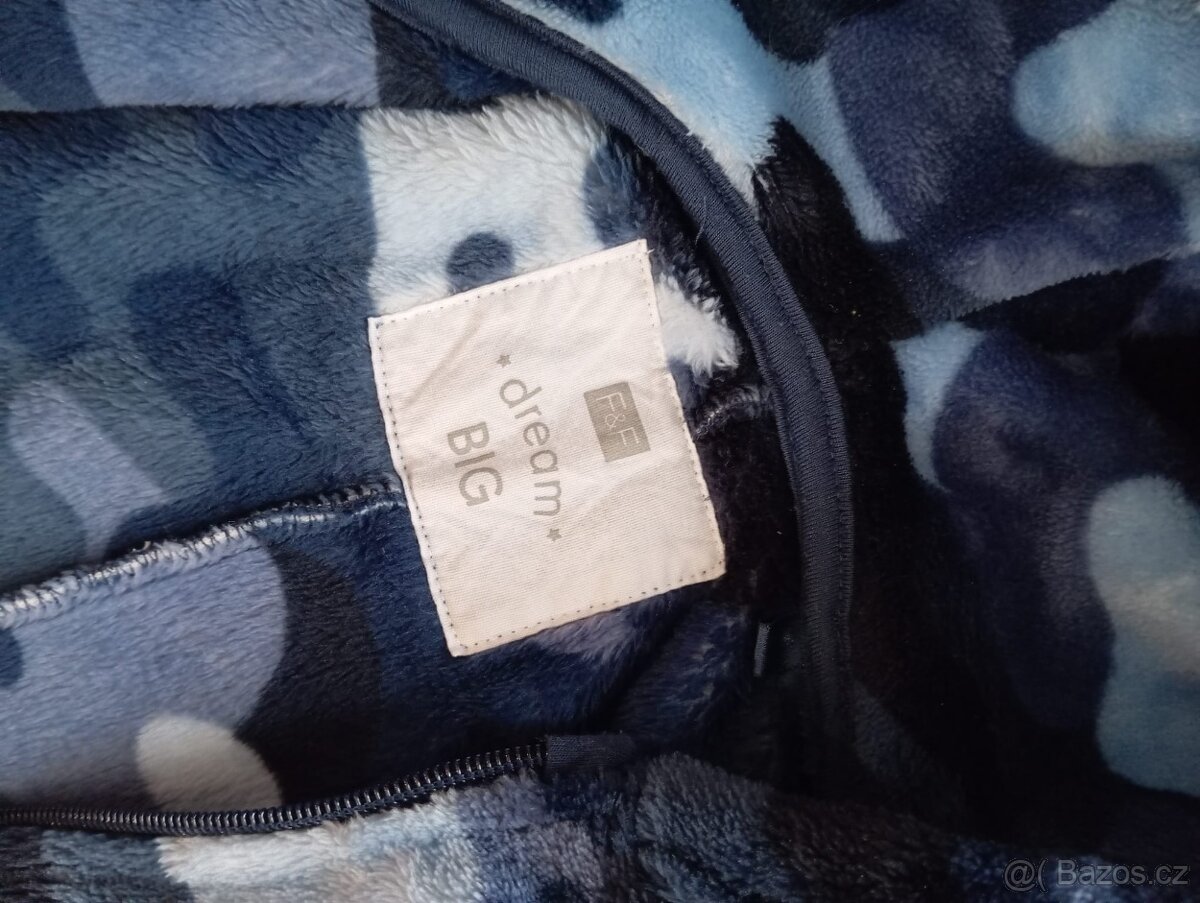 F&F
★dream★
BIG
@( Bazos.cz